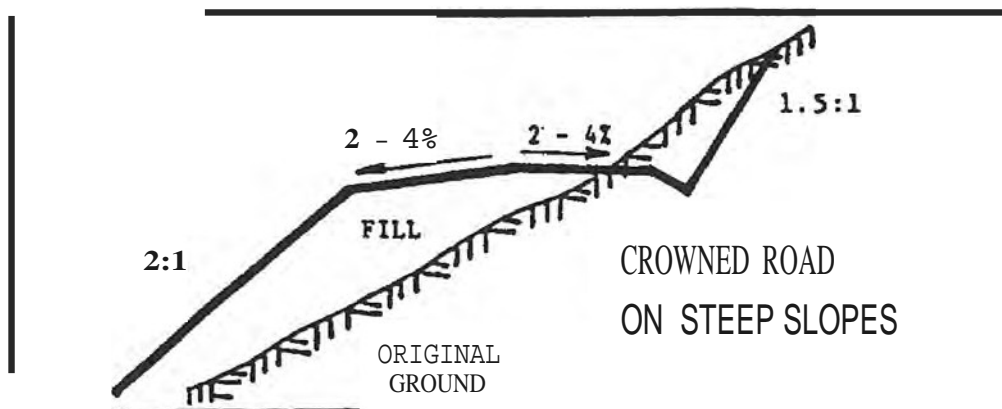 2 - 4%
2 - 4%
1.5:1
FILL
2:1
CROWNED ROAD
ON STEEP SLOPES
ORIGINAL
GROUND